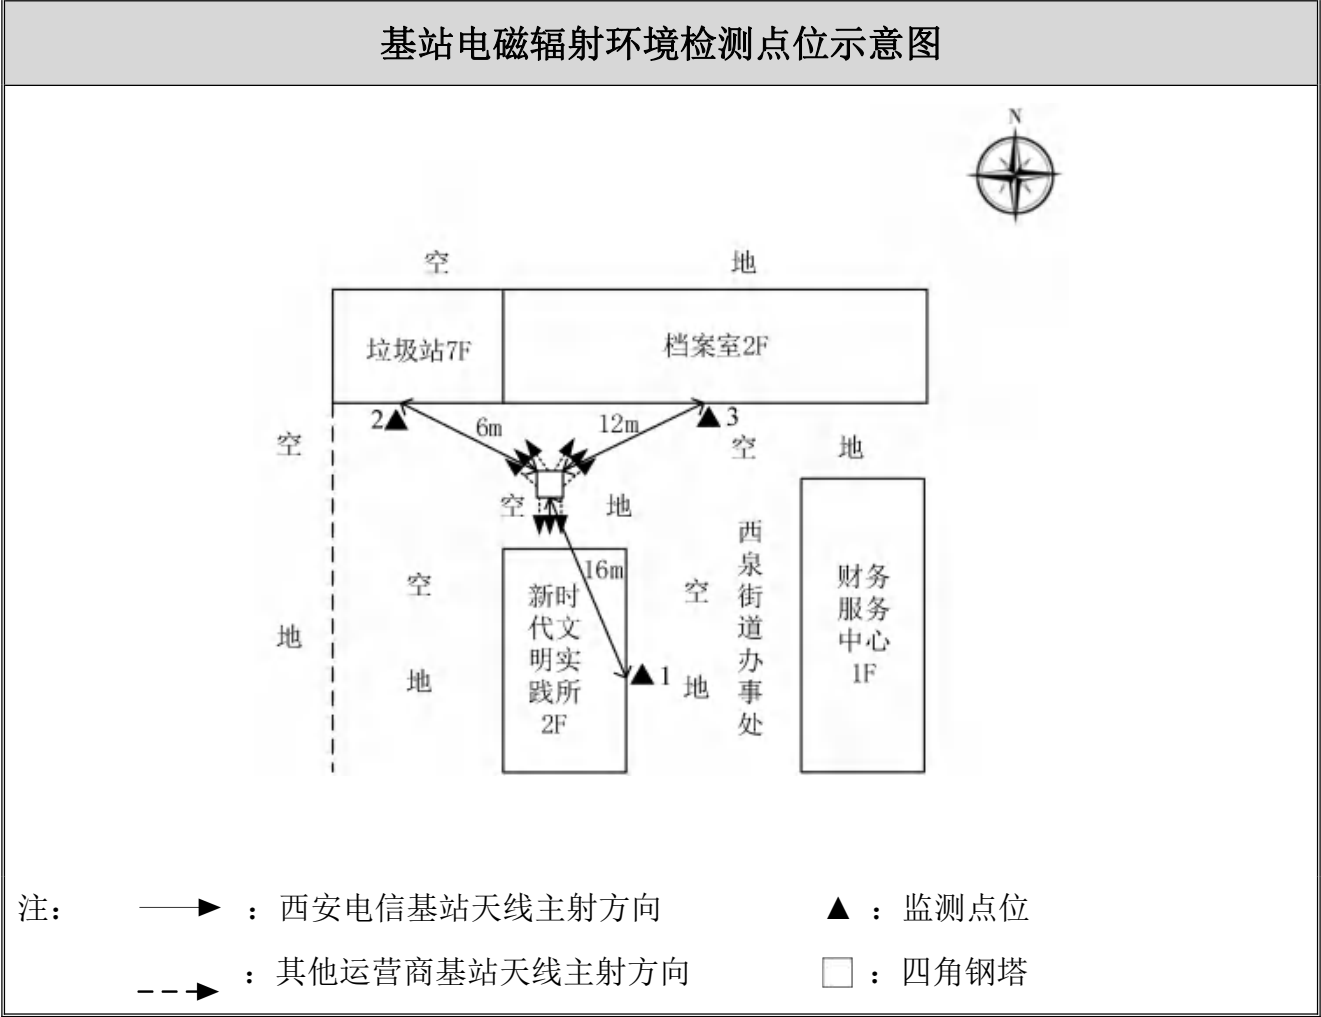 基站电磁辐射环境检测点位示意图
N
空 地
垃圾站7F
档案室2F
2
6m
12m
3
空
地
空 地
空 地
16m
新时
代文
明实
践所
2F
1
空
地
空
地
西泉街道办事处
财务
服务
中心
1F
注：
：西安电信基站天线主射方向
：监测点位
：其他运营商基站天线主射方向
：四角钢塔